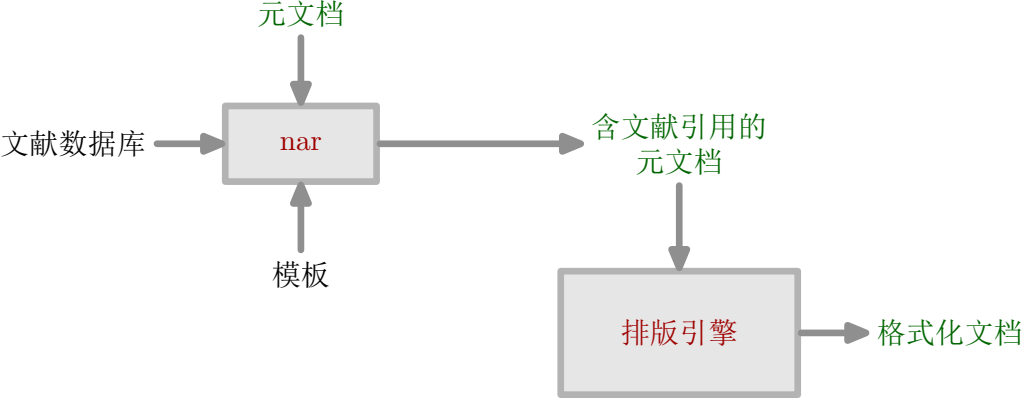 元文档
文献数据库
nar
含文献引用的
元文档
模板
排版引擎
格式化文档